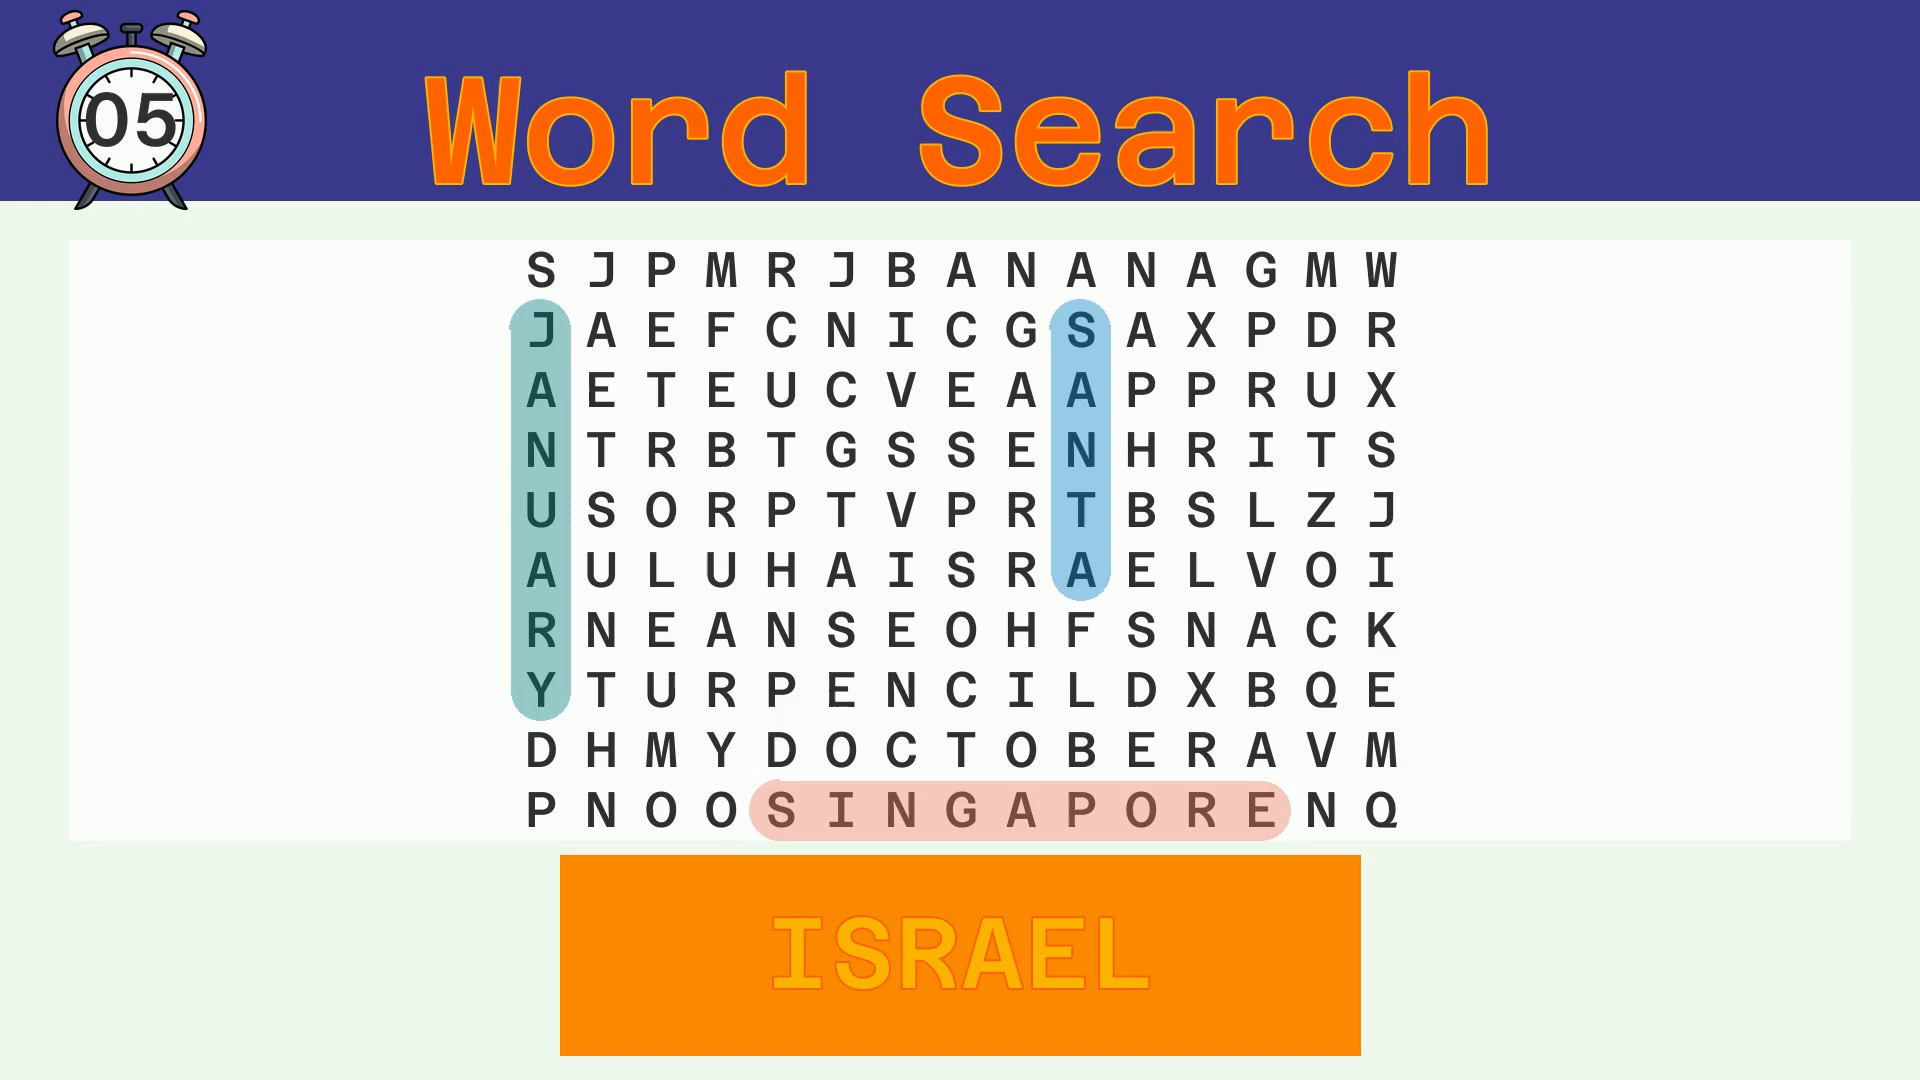 05
Word Search
S J P M R J B A N A N A G M W
J A E F C N I C G S A X P D R
A E T E U C V E A A P P R U X
N T R B T G S S E N H R I T S
U S O R P T V P R T B S L Z J
A U L U H A I S R A E L V O I
R N E A N S E O H F S N A C K
Y T U R P E N C I L D X B Q E
D H M Y D O C T O B E R A V M
P N O O S I N G A P O R E N Q
ISRAEL